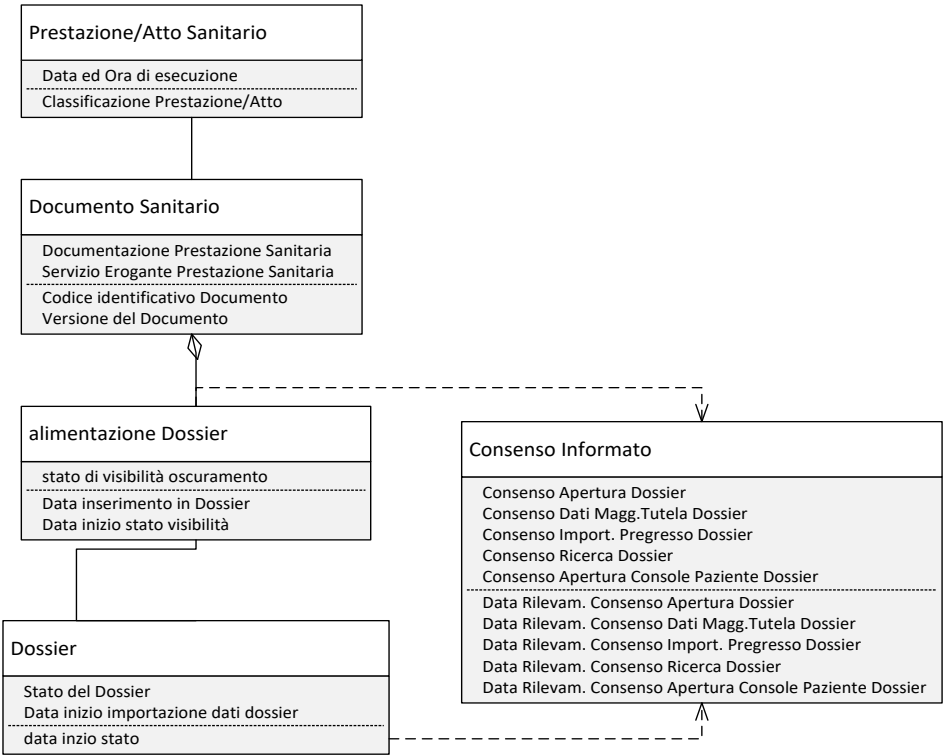 Prestazione/Atto Sanitario
Data ed Ora di esecuzione
Classificazione Prestazione/Atto
Documento Sanitario
Documentazione Prestazione Sanitaria
Servizio Erogante Prestazione Sanitaria
Codice identificativo Documento
Versione del Documento
alimentazione Dossier
stato di visibilità oscuramento
Data inserimento in Dossier
Data inizio stato visibilità
Consenso Informato
Consenso Apertura Dossier
Consenso Dati Magg.Tutela Dossier
Consenso Import. Pregresso Dossier
Consenso Ricerca Dossier
Consenso Apertura Console Paziente Dossier
Data Rilevam. Consenso Apertura Dossier
Data Rilevam. Consenso Dati Magg.Tutela Dossier
Data Rilevam. Consenso Import. Pregresso Dossier
Data Rilevam. Consenso Ricerca Dossier
Data Rilevam. Consenso Apertura Console Paziente Dossier
Dossier
Stato del Dossier
Data inizio importazione dati dossier
data inzio stato